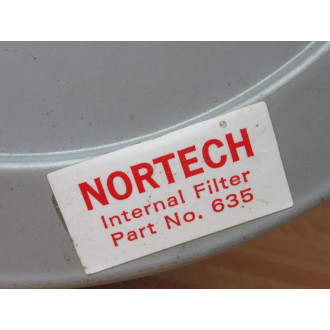 NORTECH
Internal Filter
Part No. 635